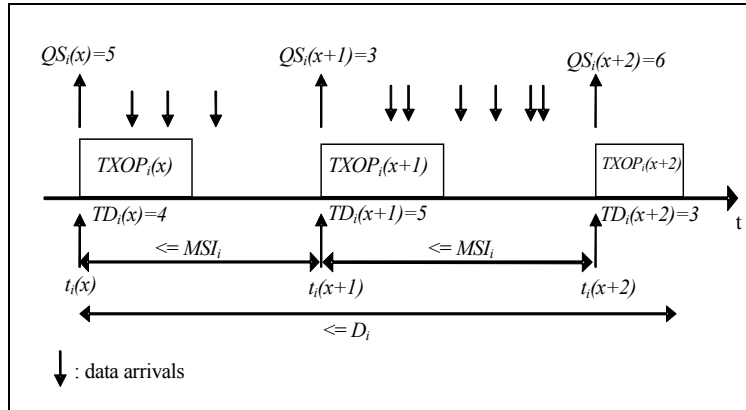 QSi(x)=5 QSi(x+1)=3 QSi(x+2)=6
TXOPi(x) TXOPi(x+1) TXOPi(x+2)
TDi(x)=4 TDi(x+1)=5 TDi(x+2)=3 t
<= MSIi <= MSIi
ti(x) ti(x+1) ti(x+2)
<= Di
: data arrivals